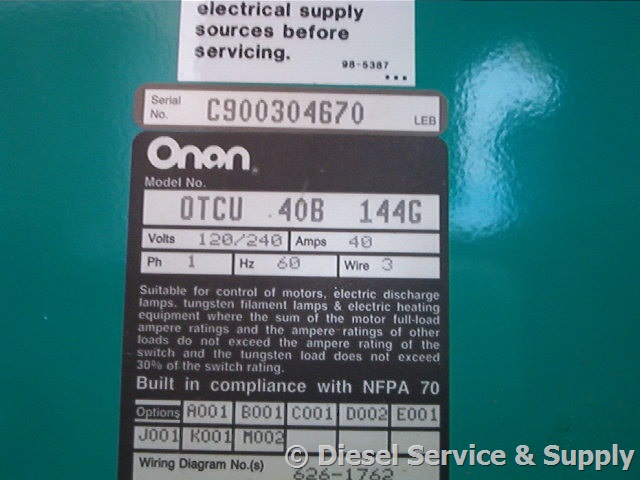 electrical supply
sources before
servicing.
98-5387
Serial No. C900304670 LEB
Onan
Model No.
OTCU 40B 144G
Volts 120/240 Amps 40
Ph 1 Hz 60 Wire 3
Suitable for control of motors, electric discharge
lamps, tungsten filament lamps & electric heating
equipment where the sum of the motor full-load
ampere ratings and the ampere ratings of other
loads do not exceed the ampere rating of the
switch and the tungsten load does not exceed
30% of the switch rating.
Built in compliance with NFPA 70
Options A001 B001 C001 D002 E001
J001 K001 M002
Wiring Diagram No.(s)
626-1762
© Diesel Service & Supply